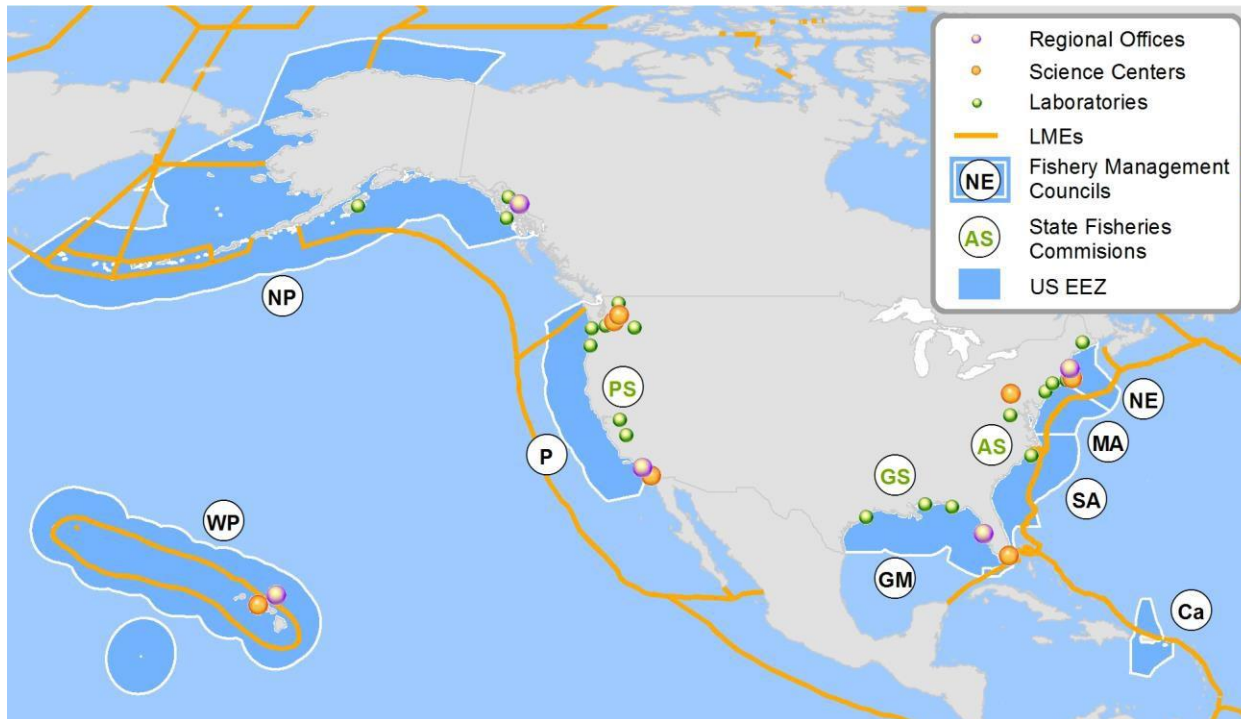 Regional Offices
Science Centers
Laboratories
LMEs
NE
Fishery Management
Councils
AS
State Fisheries
Commisions
US EEZ
NP
PS
P
NE
MA
AS
SA
GS
GM
WP
Ca